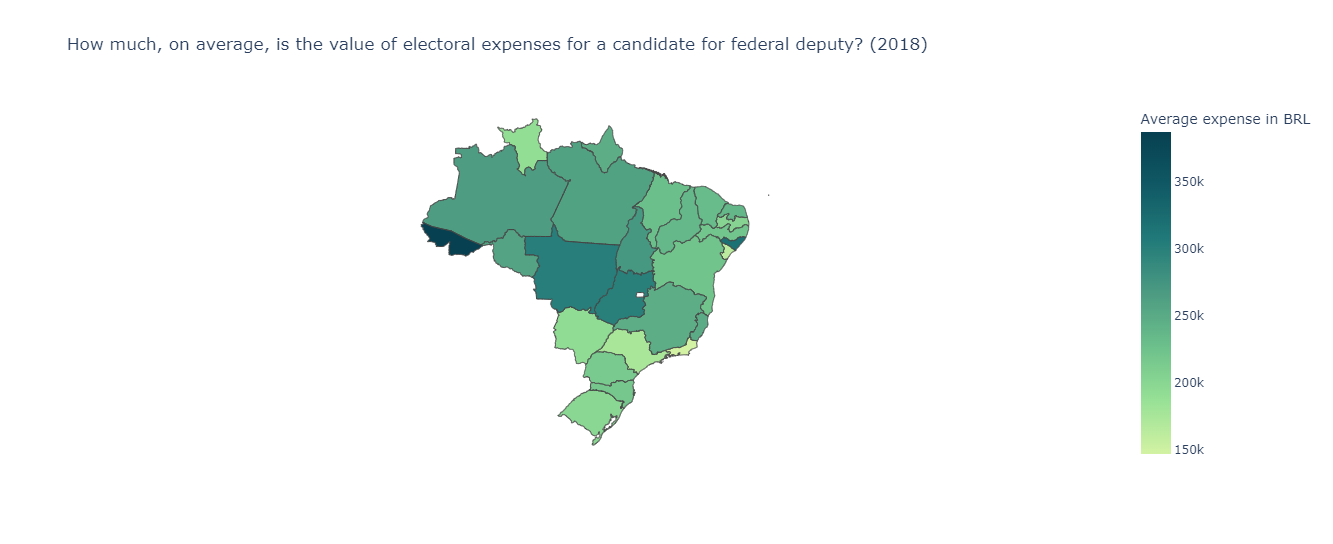 How much, on average, is the value of electoral expenses for a candidate for federal deputy? (2018)
Average expense in BRL
350k
300k
250k
200k
150k